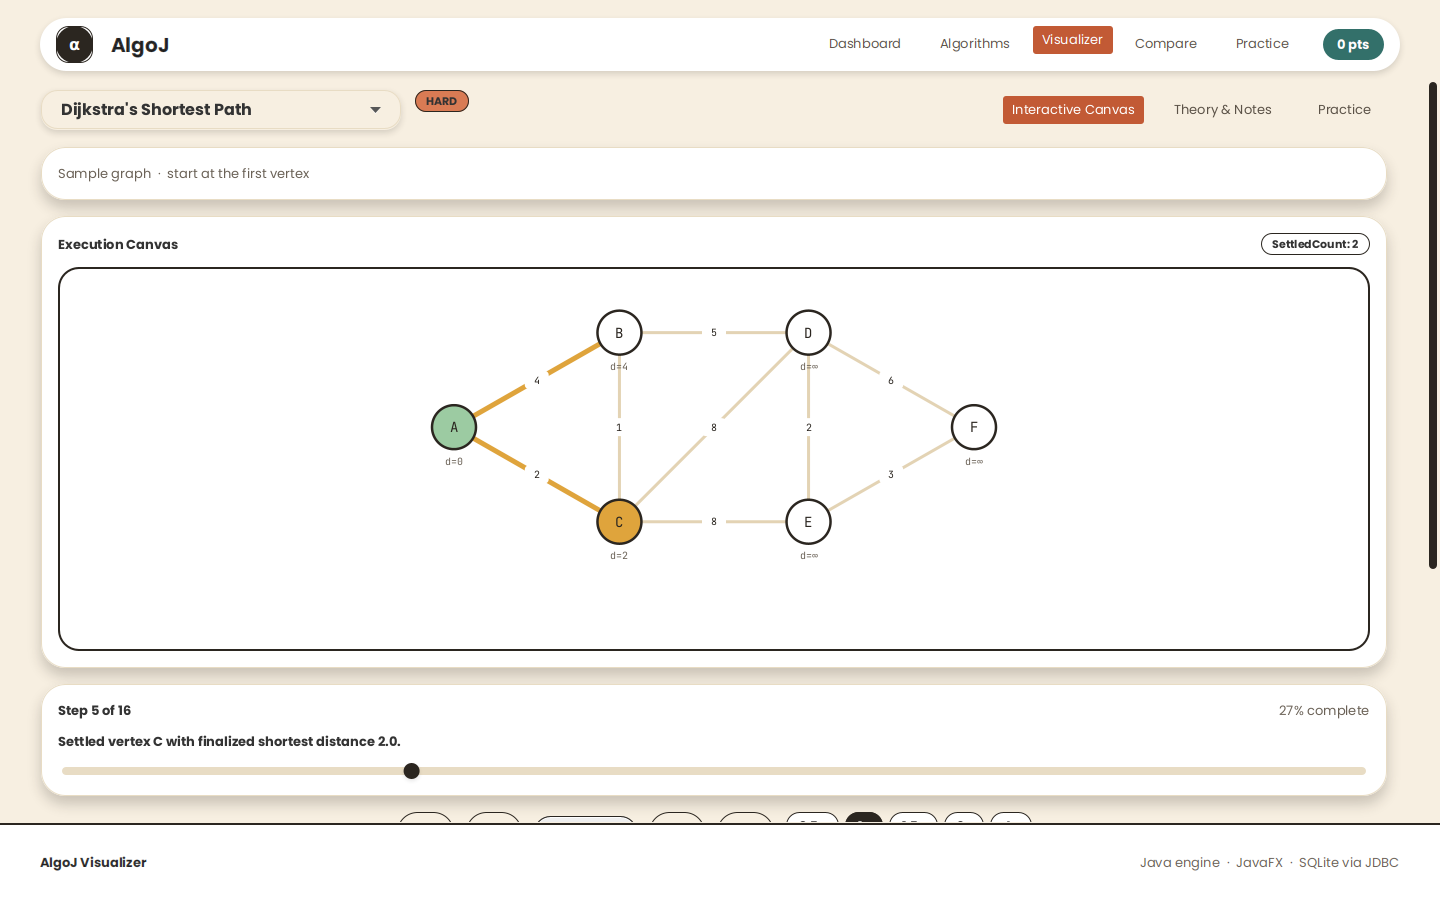 α AlgoJ Dashboard Algorithms Visualizer Compare Practice 0 pts
Dijkstra's Shortest Path HARD Interactive Canvas Theory & Notes Practice
Sample graph · start at the first vertex
Execution Canvas SettledCount: 2
B 5 D
d=4 d=∞
4 6
A 1 8 2 F
d=0 d=∞
2 3
C 8 E
d=2 d=∞
Step 5 of 16 27% complete
Settled vertex C with finalized shortest distance 2.0.
AlgoJ Visualizer Java engine · JavaFX · SQLite via JDBC